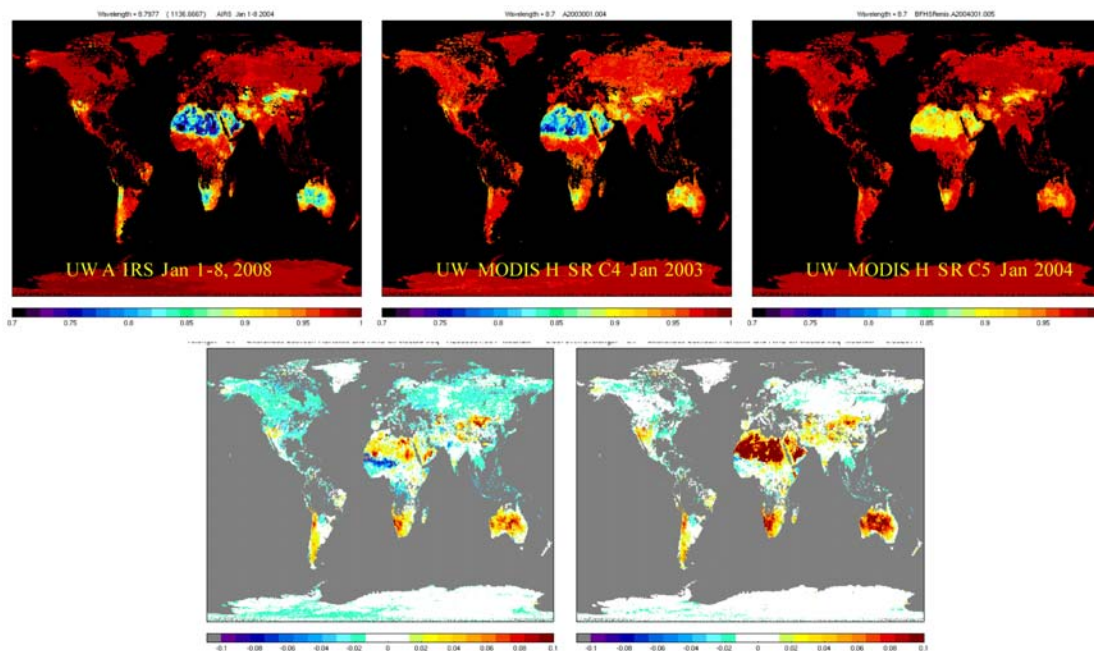 Wavelength = 8.7977 ( 1136.6667) AIRS Jan 1-8 2004
Wavelength = 8.7 A2003001.004
Wavelength = 8.7 BFHSRemis A2004001.005
UW A IRS Jan 1-8, 2008
UW MODIS H SR C4 Jan 2003
UW MODIS H SR C5 Jan 2004
0.7 0.75 0.8 0.85 0.9 0.95 1
0.7 0.75 0.8 0.85 0.9 0.95 1
0.7 0.75 0.8 0.85 0.9 0.95
-0.1 -0.08 -0.06 -0.04 -0.02 0 0.02 0.04 0.06 0.08 0.1
-0.1 -0.08 -0.06 -0.04 -0.02 0 0.02 0.04 0.06 0.08 0.1